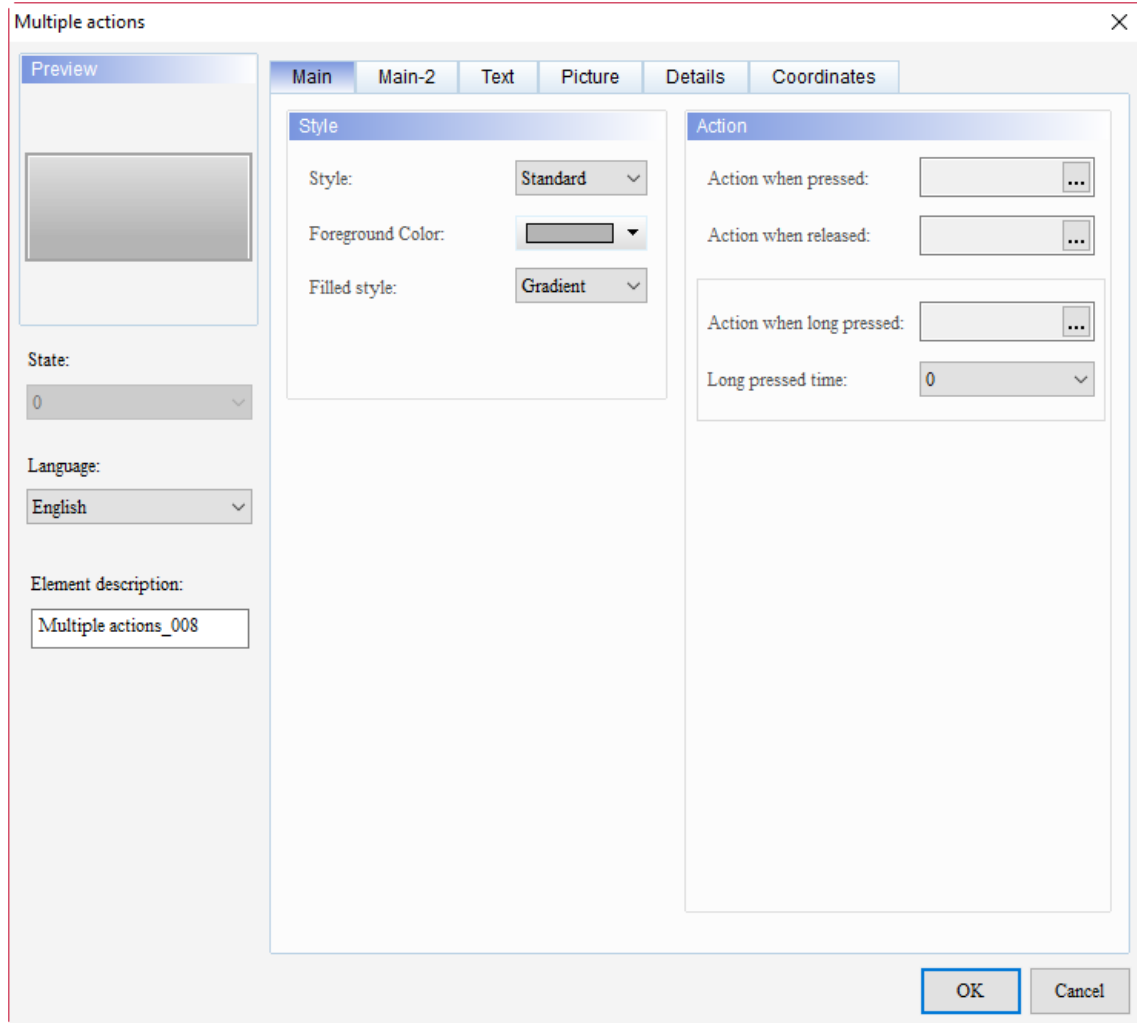 Multiple actions
Preview
State:
0
Language:
English
Element description:
Multiple actions_008
Main Main-2 Text Picture Details Coordinates
Style
Style: Standard
Foreground Color:
Filled style: Gradient
Action
Action when pressed: ...
Action when released: ...
Action when long pressed: ...
Long pressed time: 0
OK Cancel